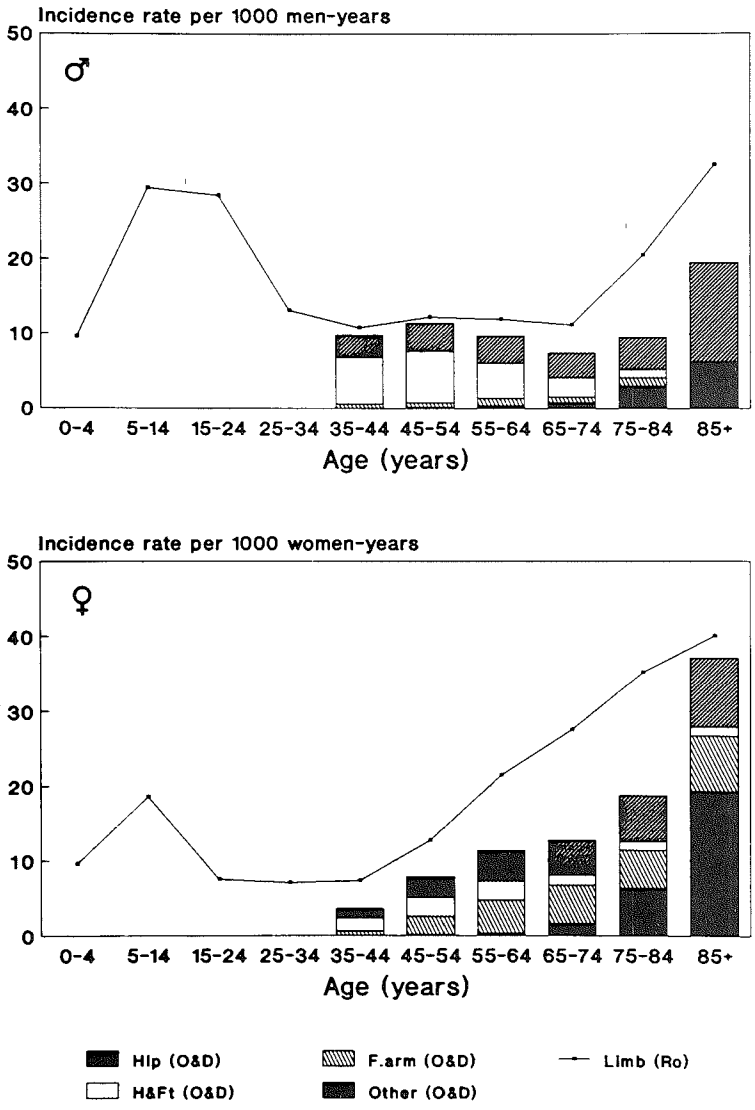 Incidence rate per 1000 men-years
50
♂
40
30
20
10
0
0-4 5-14 15-24 25-34 35-44 45-54 55-64 65-74 75-84 85+
Age (years)
Incidence rate per 1000 women-years
50
♀
40
30
20
10
0
0-4 5-14 15-24 25-34 35-44 45-54 55-64 65-74 75-84 85+
Age (years)
Hip (O&D) F.arm (O&D) Limb (Ro)
H&Ft (O&D) Other (O&D)